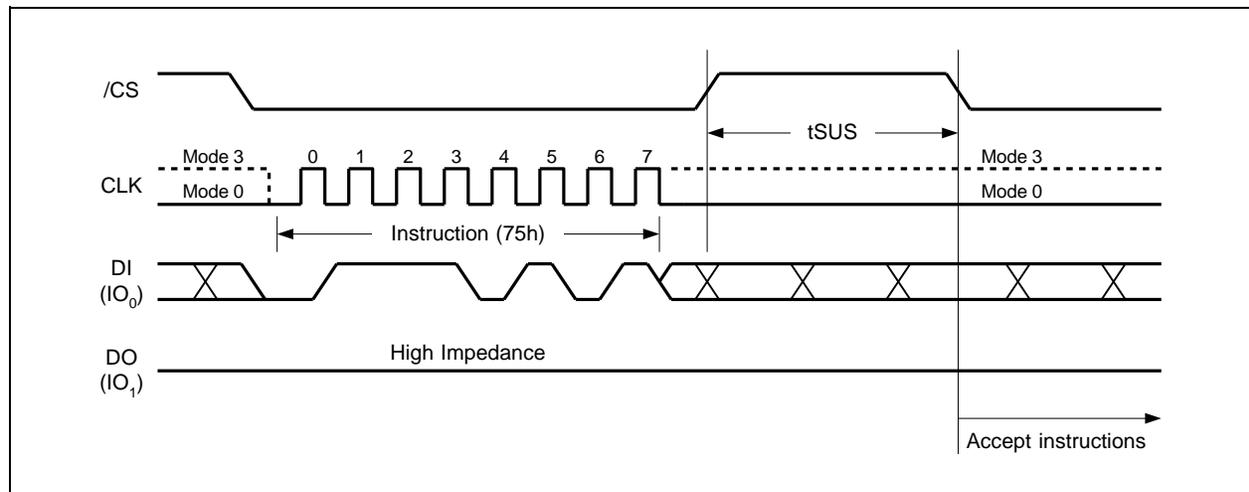 /CS
tSUS
Mode 3
0 1 2 3 4 5 6 7
Mode 3
CLK
Mode 0
Mode 0
Instruction (75h)
DI
(IO0)
High Impedance
DO
(IO1)
Accept instructions